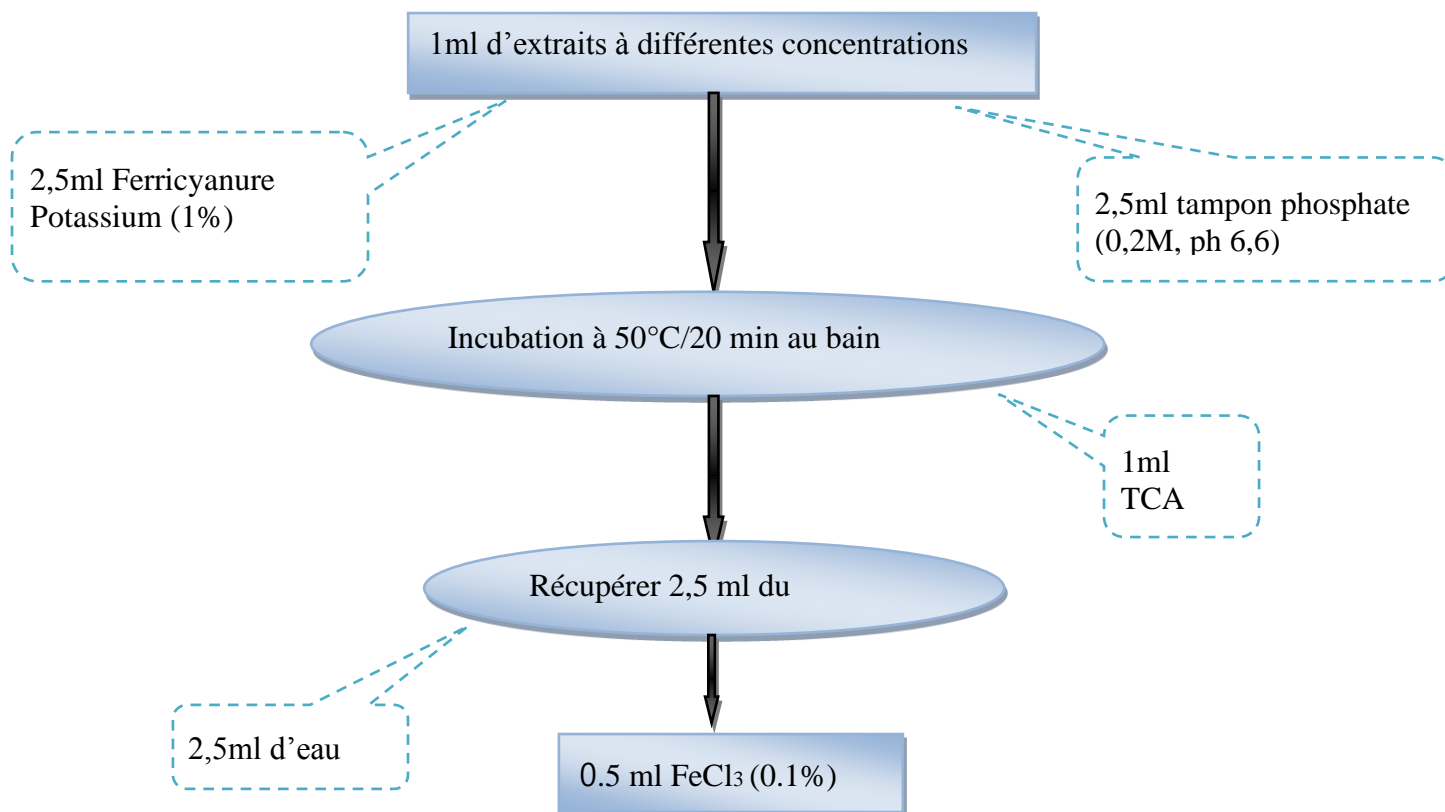 1ml d’extraits à différentes concentrations
2,5ml Ferricyanure
Potassium (1%)
2,5ml tampon phosphate
(0,2M, ph 6,6)
Incubation à 50°C/20 min au bain
1ml
TCA
Récupérer 2,5 ml du
2,5ml d’eau
0.5 ml FeCl₃ (0.1%)